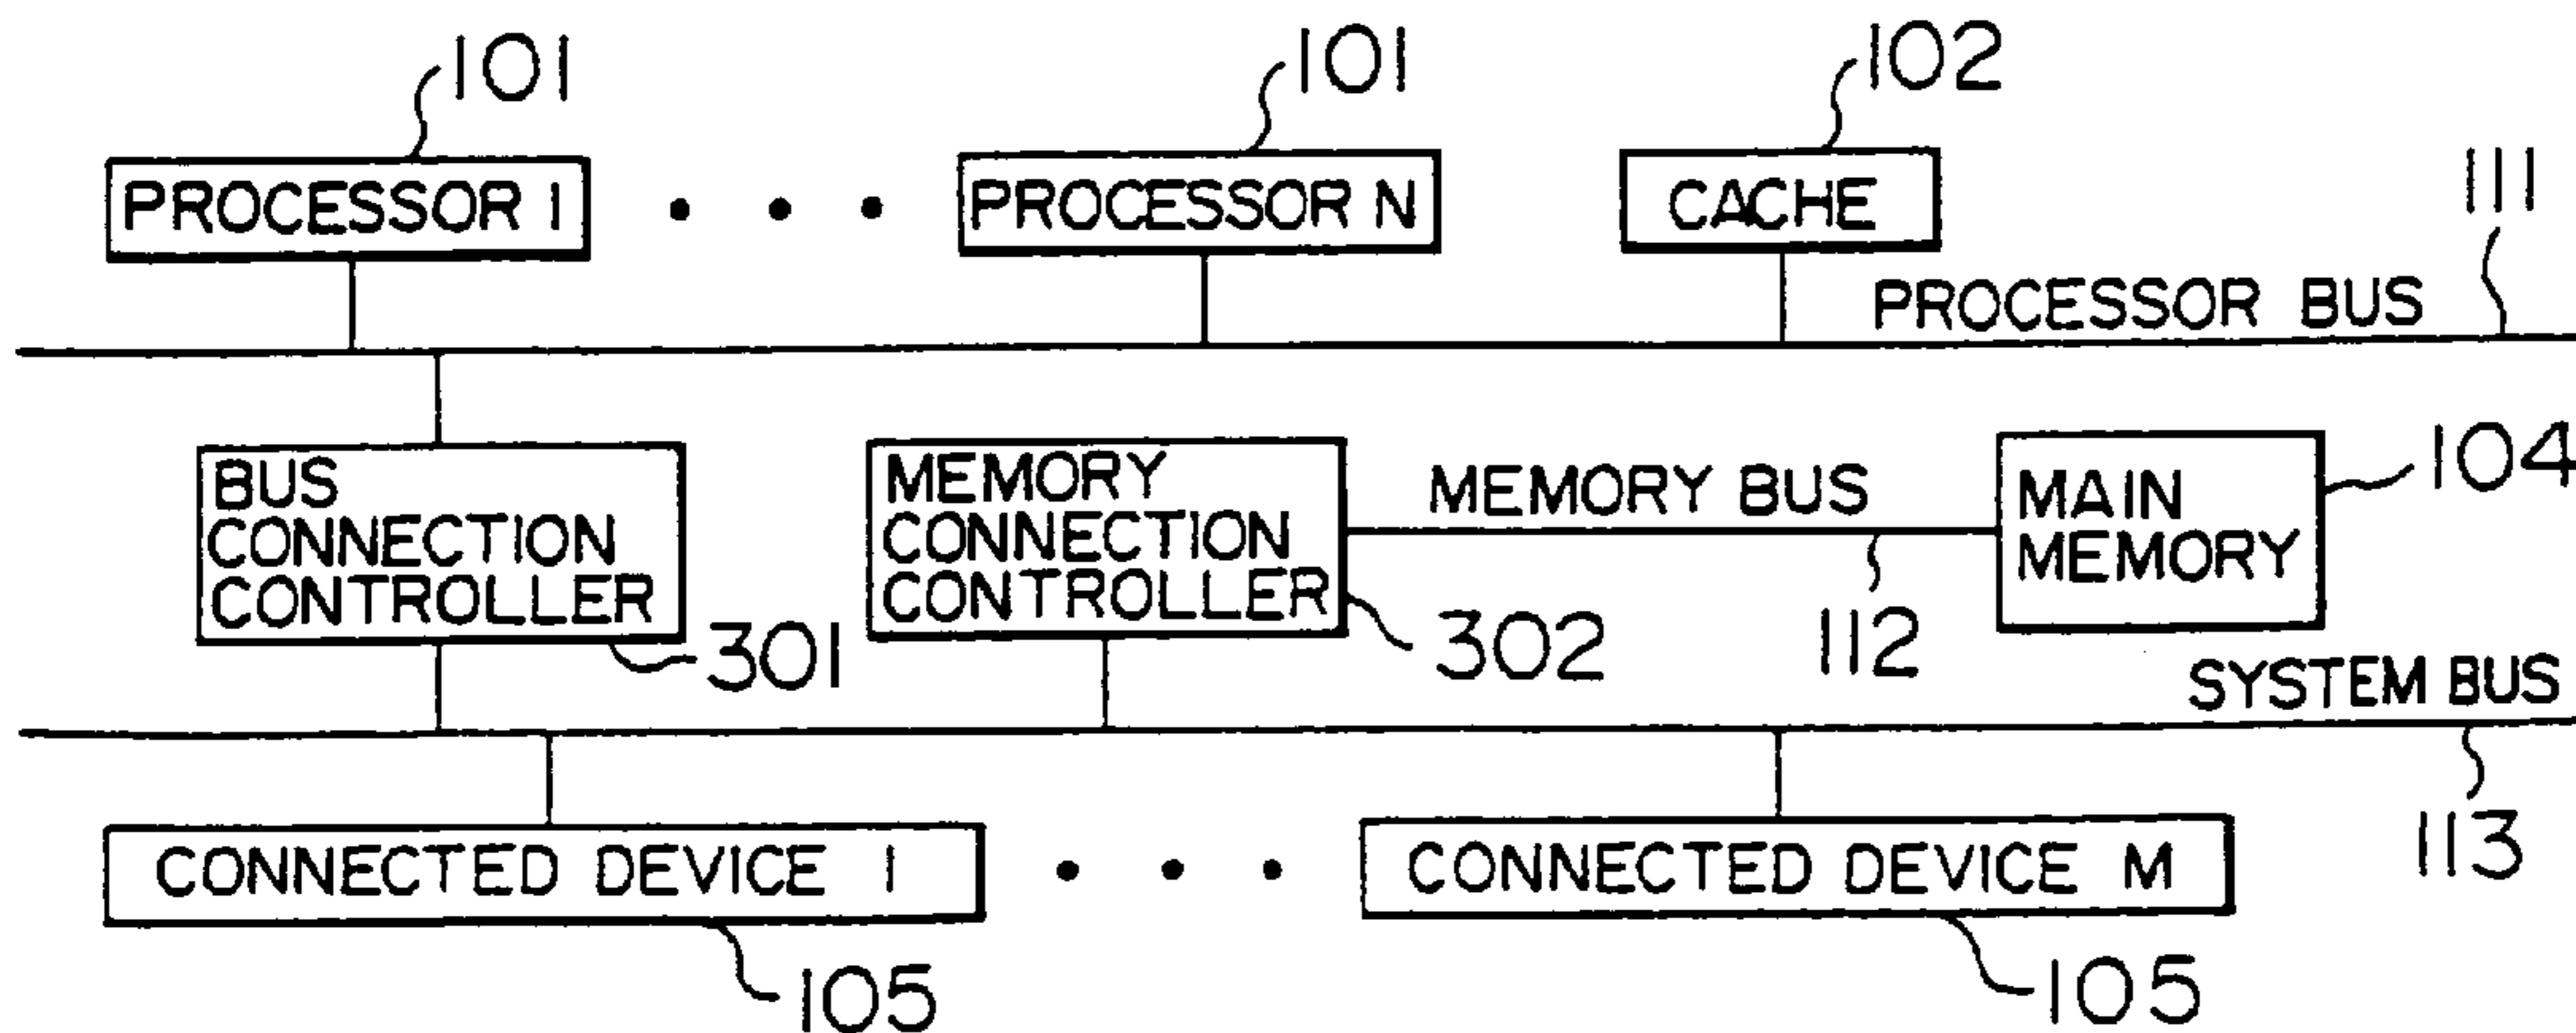 101
101
102
PROCESSOR 1
• • •
PROCESSOR N
CACHE
111
PROCESSOR BUS
BUS
CONNECTION
CONTROLLER
301
MEMORY
CONNECTION
CONTROLLER
302
MEMORY BUS
112
MAIN
MEMORY
104
SYSTEM BUS
113
CONNECTED DEVICE 1
• • •
CONNECTED DEVICE M
105
105